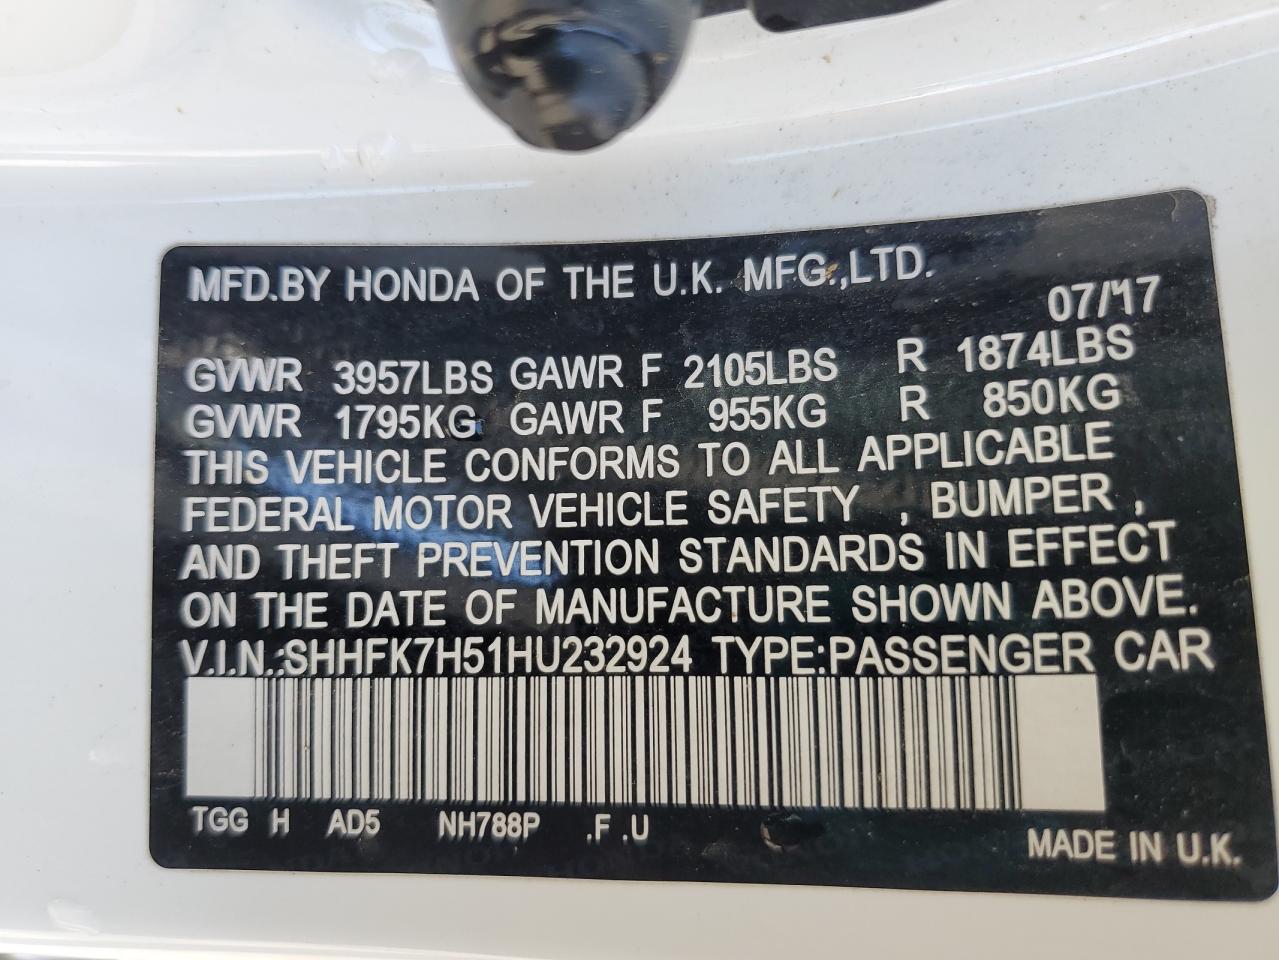 MFD.BY HONDA OF THE U.K. MFG.,LTD.
07/'17
GVWR 3957LBS GAWR F 2105LBS R 1874LBS
GVWR 1795KG GAWR F 955KG R 850KG
THIS VEHICLE CONFORMS TO ALL APPLICABLE
FEDERAL MOTOR VEHICLE SAFETY , BUMPER ,
AND THEFT PREVENTION STANDARDS IN EFFECT
ON THE DATE OF MANUFACTURE SHOWN ABOVE.
V.I.N.:SHHFK7H51HU232924 TYPE:PASSENGER CAR
TGG H AD5 NH788P .F .U
MADE IN U.K.